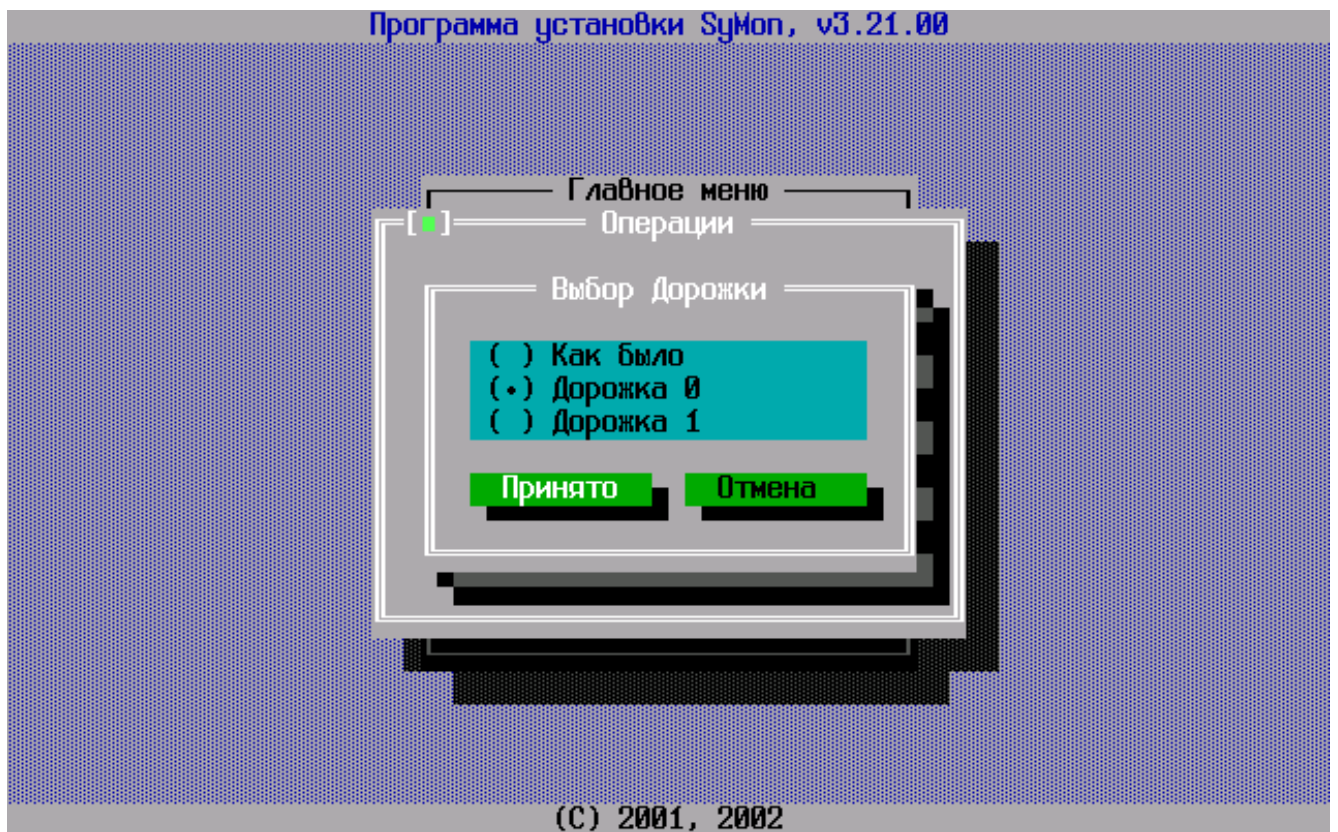 Программа установки SyMon, v3.21.00
Главное меню
[■] Операции
Выбор Дорожки
( ) Как было
(•) Дорожка 0
( ) Дорожка 1
Принято Отмена
(C) 2001, 2002